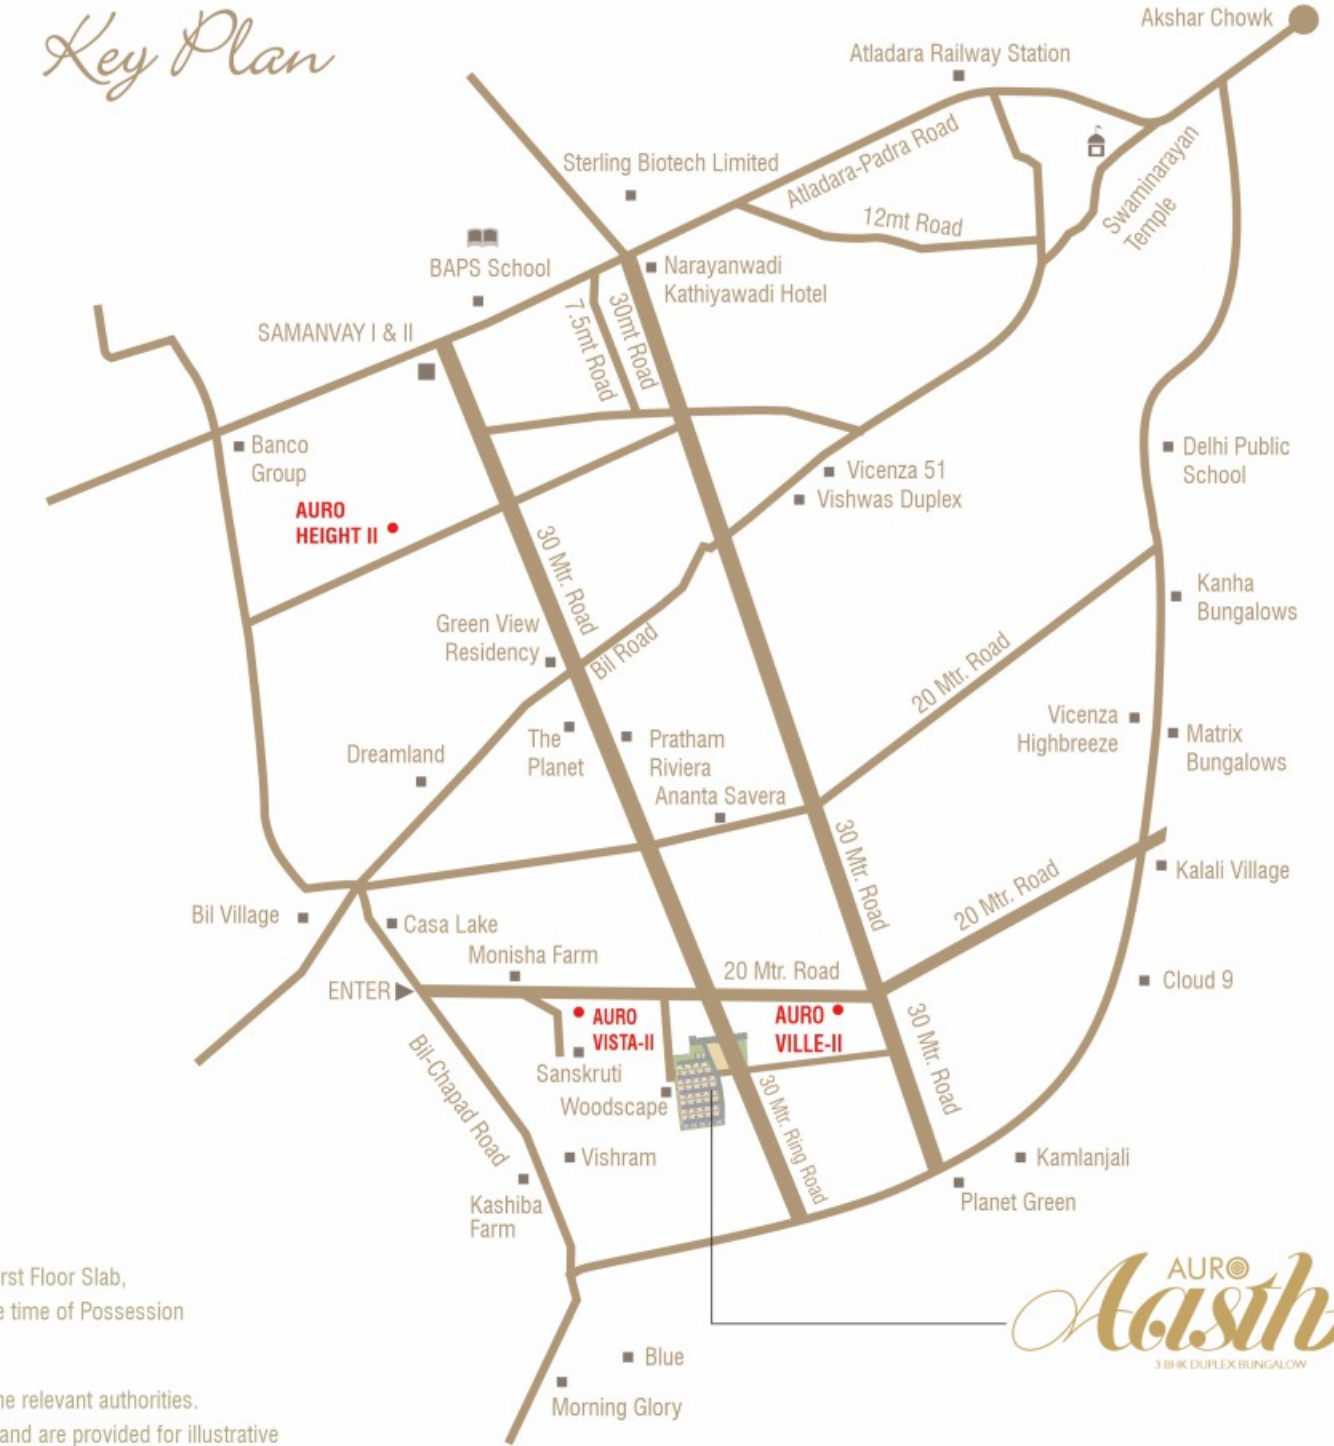 Key Plan
Akshar Chowk
Atladara Railway Station
Sterling Biotech Limited
Atladara-Padra Road
Swaminarayan
Temple
12mt Road
BAPS School
Narayanwadi
Kathiyawadi Hotel
SAMANVAY I & II
7.5mt Road
30mt Road
Banco
Group
Vicenza 51
Vishwas Duplex
Delhi Public
School
AURO
HEIGHT II
30 Mtr. Road
Kanha
Bungalows
Green View
Residency
Bil Road
20 Mtr. Road
Vicenza
Highbreeze
Matrix
Bungalows
Dreamland
The
Planet
Pratham
Riviera
Ananta Savera
30 Mtr. Road
20 Mtr. Road
Kalali Village
Bil Village
Casa Lake
Monisha Farm
20 Mtr. Road
Cloud 9
ENTER
AURO
VISTA-II
AURO
VILLE-II
30 Mtr. Road
Bil-Chapad Road
Sanskruti
Woodscape
30 Mtr. Ring Road
Vishram
Kamlanjali
Kashiba
Farm
Planet Green
rst Floor Slab,
e time of Possession
AURO
Aasth
3 BHK DUPLEX BUNGALOW
Blue
Morning Glory
ne relevant authorities.
and are provided for illustrative